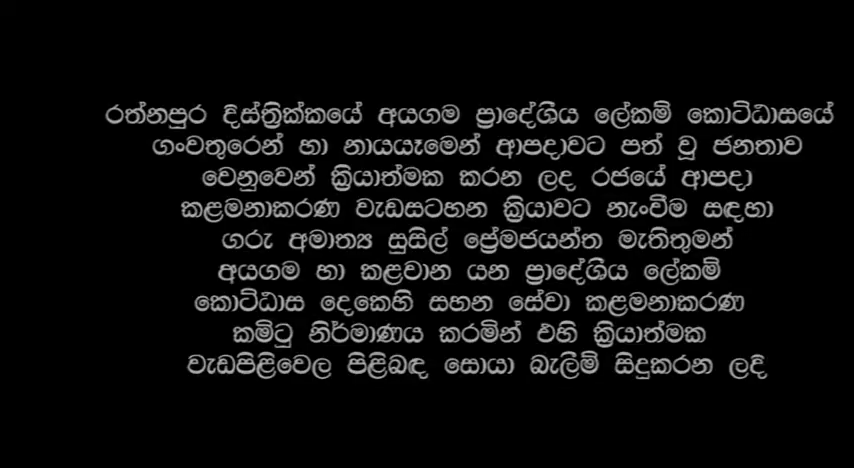 රත්නපුර දිස්ත්‍රික්කයේ අයගම ප්‍රාදේශීය ලේකම් කොට්ඨාසයේ
ගංවතුරෙන් හා නායයෑමෙන් ආපදාවට පත් වූ ජනතාව
වෙනුවෙන් ක්‍රියාත්මක කරන ලද රජයේ ආපදා
කළමනාකරණ වැඩසටහන ක්‍රියාවට නැංවීම සඳහා
ගරු අමාත්‍ය සුසිල් ප්‍රේමජයන්ත මැතිතුමන්
අයගම හා කළවාන යන ප්‍රාදේශීය ලේකම්
කොට්ඨාස දෙකෙහි සහන සේවා කළමනාකරණ
කමිටු නිර්මාණය කරමින් එහි ක්‍රියාත්මක
වැඩපිළිවෙල පිළිබඳ සොයා බැලීම් සිදුකරන ලදි